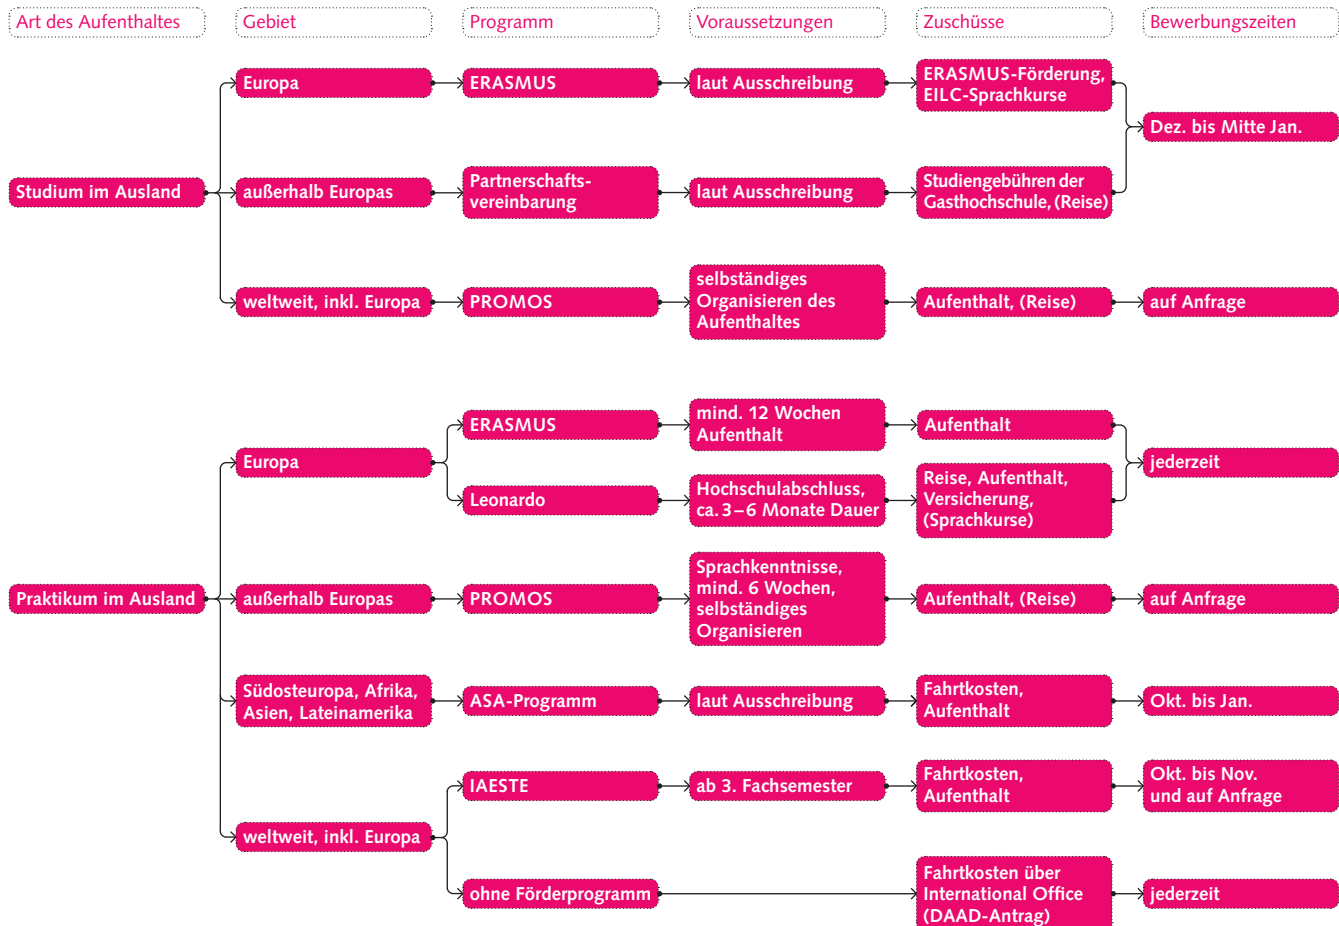 Art des Aufenthaltes
Gebiet
Programm
Voraussetzungen
Zuschüsse
Bewerbungszeiten
Studium im Ausland
Europa
ERASMUS
laut Ausschreibung
ERASMUS-Förderung,
EILC-Sprachkurse
Dez. bis Mitte Jan.
außerhalb Europas
Partnerschafts-
vereinbarung
laut Ausschreibung
Studiengebühren der
Gasthochschule, (Reise)
weltweit, inkl. Europa
PROMOS
selbständiges
Organisieren des
Aufenthaltes
Aufenthalt, (Reise)
auf Anfrage
Praktikum im Ausland
Europa
ERASMUS
mind. 12 Wochen
Aufenthalt
Aufenthalt
jederzeit
Leonardo
Hochschulabschluss,
ca. 3–6 Monate Dauer
Reise, Aufenthalt,
Versicherung,
(Sprachkurse)
außerhalb Europas
PROMOS
Sprachkenntnisse,
mind. 6 Wochen,
selbständiges
Organisieren
Aufenthalt, (Reise)
auf Anfrage
Südosteuropa, Afrika,
Asien, Lateinamerika
ASA-Programm
laut Ausschreibung
Fahrtkosten,
Aufenthalt
Okt. bis Jan.
weltweit, inkl. Europa
IAESTE
ab 3. Fachsemester
Fahrtkosten,
Aufenthalt
Okt. bis Nov.
und auf Anfrage
ohne Förderprogramm
Fahrtkosten über
International Office
(DAAD-Antrag)
jederzeit